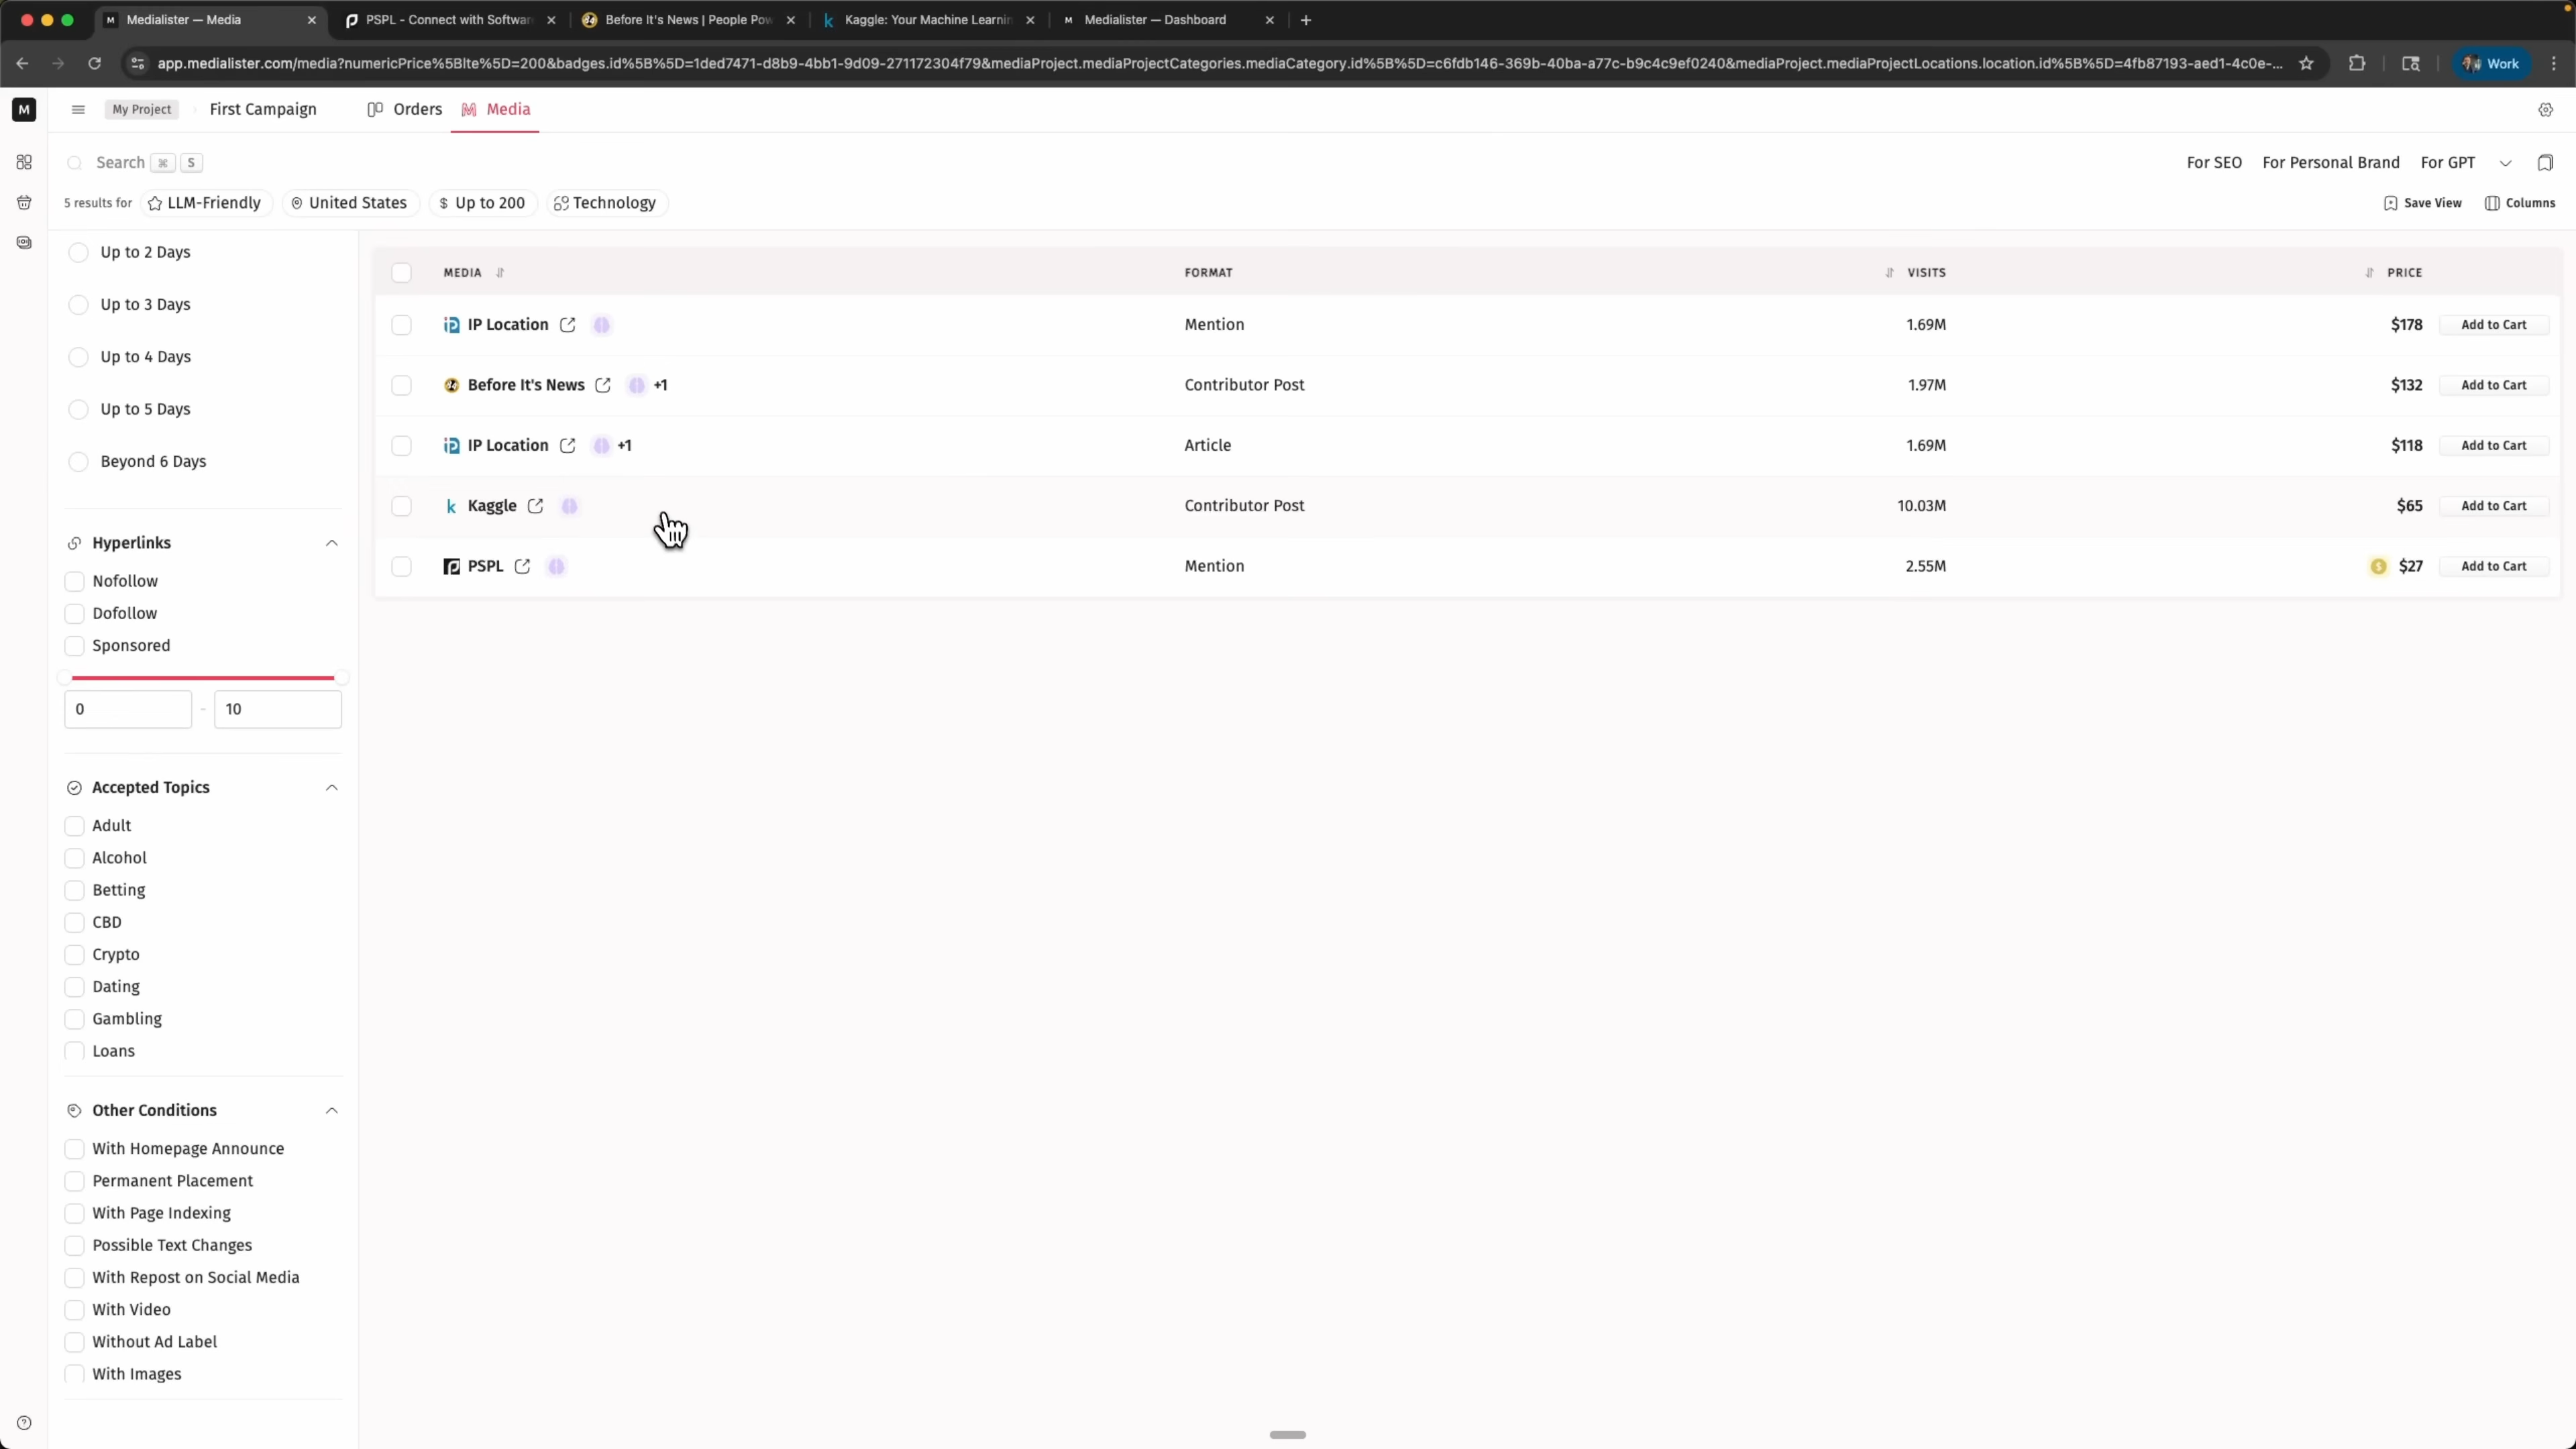 Medialister — Media
PSPL - Connect with Softwar
Before It's News | People Pow
Kaggle: Your Machine Learnin
Medialister — Dashboard
app.medialister.com/media?numericPrice%5Blte%5D=200&badges.id%5B%5D=1ded7471-d8b9-4bb1-9d09-271172304f79&mediaProject.mediaProjectCategories.mediaCategory.id%5B%5D=c6fdb146-369b-40ba-a77c-b9c4c9ef0240&mediaProject.mediaProjectLocations.location.id%5B%5D=4fb87193-aed1-4c0e-...
Work
M
My Project
First Campaign
Orders
Media
Search ⌘ S
For SEO
For Personal Brand
For GPT
5 results for
LLM-Friendly
United States
$ Up to 200
Technology
Save View
Columns
Up to 2 Days
Up to 3 Days
Up to 4 Days
Up to 5 Days
Beyond 6 Days
Hyperlinks
Nofollow
Dofollow
Sponsored
0 - 10
Accepted Topics
Adult
Alcohol
Betting
CBD
Crypto
Dating
Gambling
Loans
Other Conditions
With Homepage Announce
Permanent Placement
With Page Indexing
Possible Text Changes
With Repost on Social Media
With Video
Without Ad Label
With Images
MEDIA FORMAT VISITS PRICE
IP Location Mention 1.69M $178 Add to Cart
Before It's News +1 Contributor Post 1.97M $132 Add to Cart
IP Location +1 Article 1.69M $118 Add to Cart
Kaggle Contributor Post 10.03M $65 Add to Cart
PSPL Mention 2.55M $27 Add to Cart